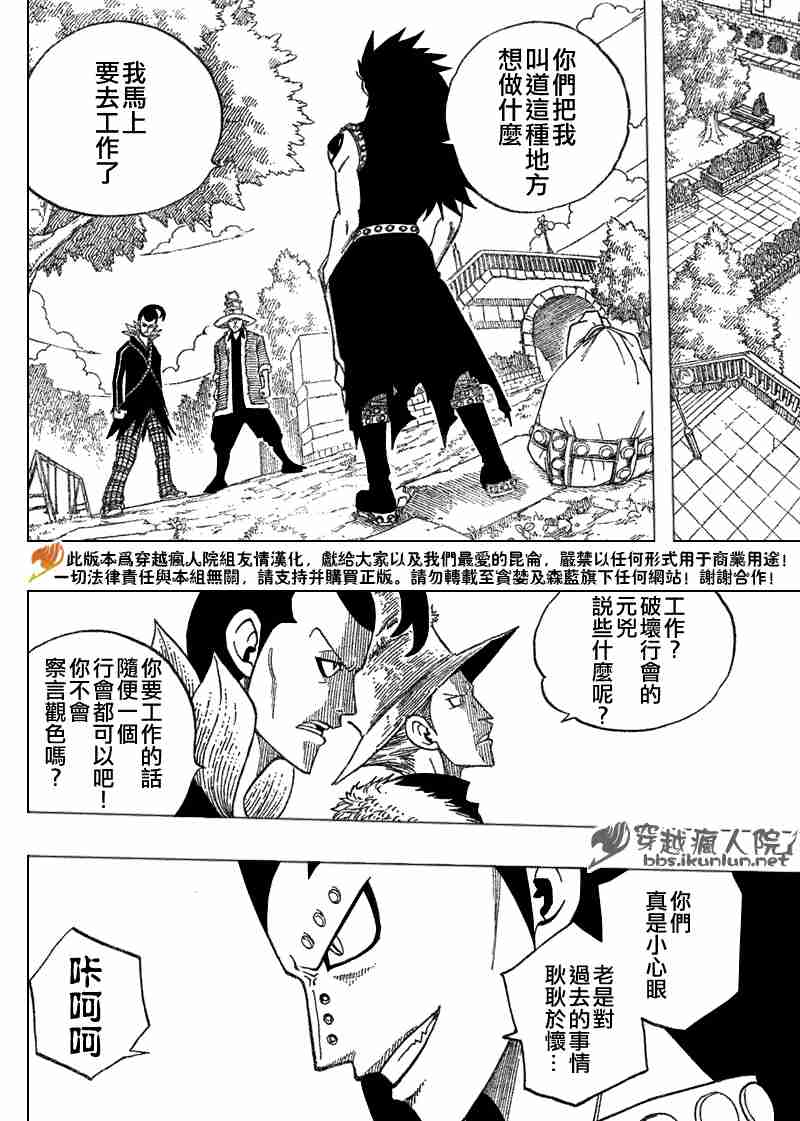 你們把我
叫道這種地方
想做什麼
我馬上
要去工作了
此版本爲穿越瘋人院組友情漢化，獻給大家以及我們最愛的昆侖，嚴禁以任何形式用于商業用途！
一切法律責任與本組無關，請支持并購買正版。請勿轉載至貪婪及森藍旗下任何網站！謝謝合作！
工作？
破壞行會的
元兇
說些什麼呢？
你要工作的話
隨便一個
行會都可以吧！
你不會
察言觀色嗎？
穿越瘋人院
bbs.ikunlun.net
你們
真是小心眼
老是對
過去的事情
耿耿於懷…
咔呵呵